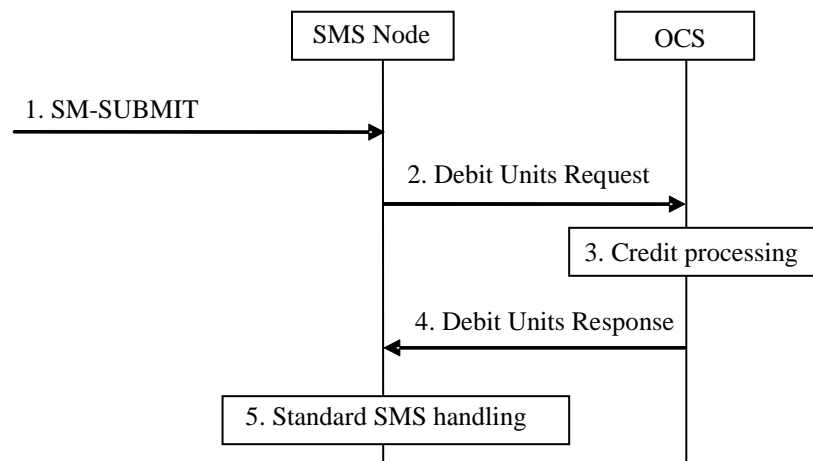 SMS Node
OCS
1. SM-SUBMIT
2. Debit Units Request
3. Credit processing
4. Debit Units Response
5. Standard SMS handling